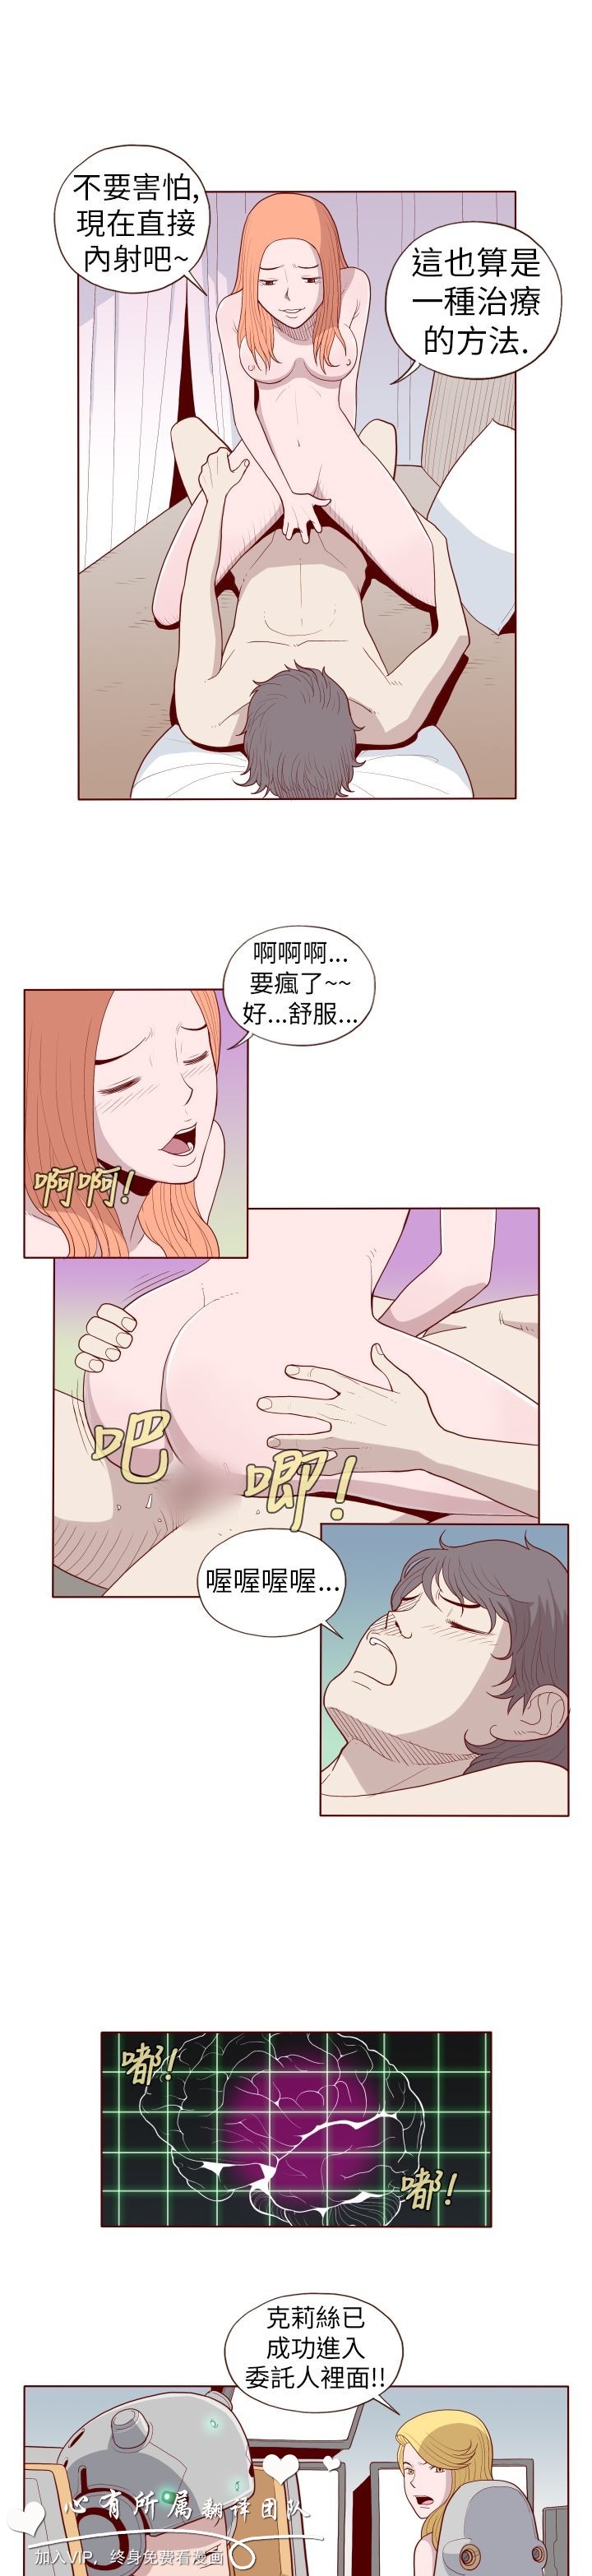 不要害怕,
現在直接
內射吧~
這也算是
一種治療
的方法.
啊啊啊...
要瘋了~~
好...舒服...
啊啊!
吧
唧!
喔喔喔喔...
嘟!
嘟!
克莉絲已
成功進入
委託人裡面!!
心有所属翻译团队
加入VIP，终身免费看漫画